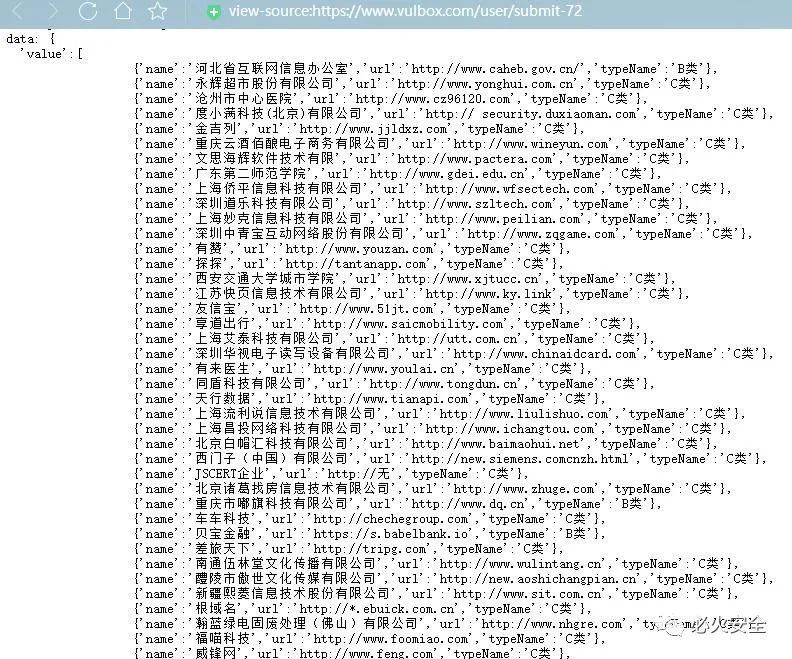 view-source:https://www.vulbox.com/user/submit-72
data: {
'value':[
{'name':'河北省互联网信息办公室','url':'http://www.caheb.gov.cn/','typeName':'B类'},
{'name':'永辉超市股份有限公司','url':'http://www.yonghui.com.cn','typeName':'C类'},
{'name':'沧州市中心医院','url':'http://www.cz96120.com','typeName':'C类'},
{'name':'度小满科技(北京)有限公司','url':'http:// security.duxiaoman.com','typeName':'C类'},
{'name':'金吉列','url':'http://www.jjldxz.com','typeName':'C类'},
{'name':'重庆云酒佰酿电子商务有限公司','url':'http://www.wineyun.com','typeName':'C类'},
{'name':'文思海辉软件技术有限','url':'http://www.pactera.com','typeName':'C类'},
{'name':'广东第二师范学院','url':'http://www.gdei.edu.cn','typeName':'C类'},
{'name':'上海侨平信息科技有限公司','url':'http://www.wfsectech.com','typeName':'C类'},
{'name':'深圳道乐科技有限公司','url':'http://www.szltech.com','typeName':'C类'},
{'name':'上海妙克信息科技有限公司','url':'http://www.peilian.com','typeName':'C类'},
{'name':'深圳中青宝互动网络股份有限公司','url':'http://www.zqgame.com','typeName':'C类'},
{'name':'有赞','url':'http://www.youzan.com','typeName':'C类'},
{'name':'探探','url':'http://tantanapp.com','typeName':'C类'},
{'name':'西安交通大学城市学院','url':'http://www.xjtucc.cn','typeName':'C类'},
{'name':'江苏快页信息技术有限公司','url':'http://www.ky.link','typeName':'C类'},
{'name':'友信宝','url':'http://www.51jt.com','typeName':'C类'},
{'name':'享道出行','url':'http://www.saicmobility.com','typeName':'C类'},
{'name':'上海艾泰科技有限公司','url':'http://utt.com.cn','typeName':'C类'},
{'name':'深圳华视电子读写设备有限公司','url':'http://www.chinaidcard.com','typeName':'C类'},
{'name':'有来医生','url':'http://www.youlai.cn','typeName':'C类'},
{'name':'同盾科技有限公司','url':'http://www.tongdun.cn','typeName':'C类'},
{'name':'天行数据','url':'http://www.tianapi.com','typeName':'C类'},
{'name':'上海流利说信息技术有限公司','url':'http://www.liulishuo.com','typeName':'C类'},
{'name':'上海昌投网络科技有限公司','url':'http://www.ichangtou.com','typeName':'C类'},
{'name':'北京白帽汇科技有限公司','url':'http://www.baimaohui.net','typeName':'C类'},
{'name':'西门子（中国）有限公司','url':'http://new.siemens.comcnzh.html','typeName':'C类'},
{'name':'JSCERT企业','url':'http://无','typeName':'C类'},
{'name':'北京诸葛找房信息技术有限公司','url':'http://www.zhuge.com','typeName':'C类'},
{'name':'重庆市嘟旗科技有限公司','url':'http://www.dq.cn','typeName':'B类'},
{'name':'车车科技','url':'http://chechegroup.com','typeName':'C类'},
{'name':'贝宝金融','url':'https://s.babelbank.io','typeName':'B类'},
{'name':'差旅天下','url':'http://tripg.com','typeName':'C类'},
{'name':'南通伍林堂文化传播有限公司','url':'http://www.wulintang.cn','typeName':'C类'},
{'name':'醴陵市傲世文化传媒有限公司','url':'http://new.aoshichangpian.cn','typeName':'C类'},
{'name':'新疆熙菱信息技术股份有限公司','url':'http://www.sit.com.cn','typeName':'C类'},
{'name':'根域名','url':'http://*.ebuick.com.cn','typeName':'C类'},
{'name':'瀚蓝绿电固废处理（佛山）有限公司','url':'http://www.nhgre.com','typeName':'C类'},
必火安全
{'name':'福喵科技','url':'http://www.foomiao.com','typeName':'C类'},
{'name':'威锋网','url':'http://www.feng.com','typeName':'C类'},